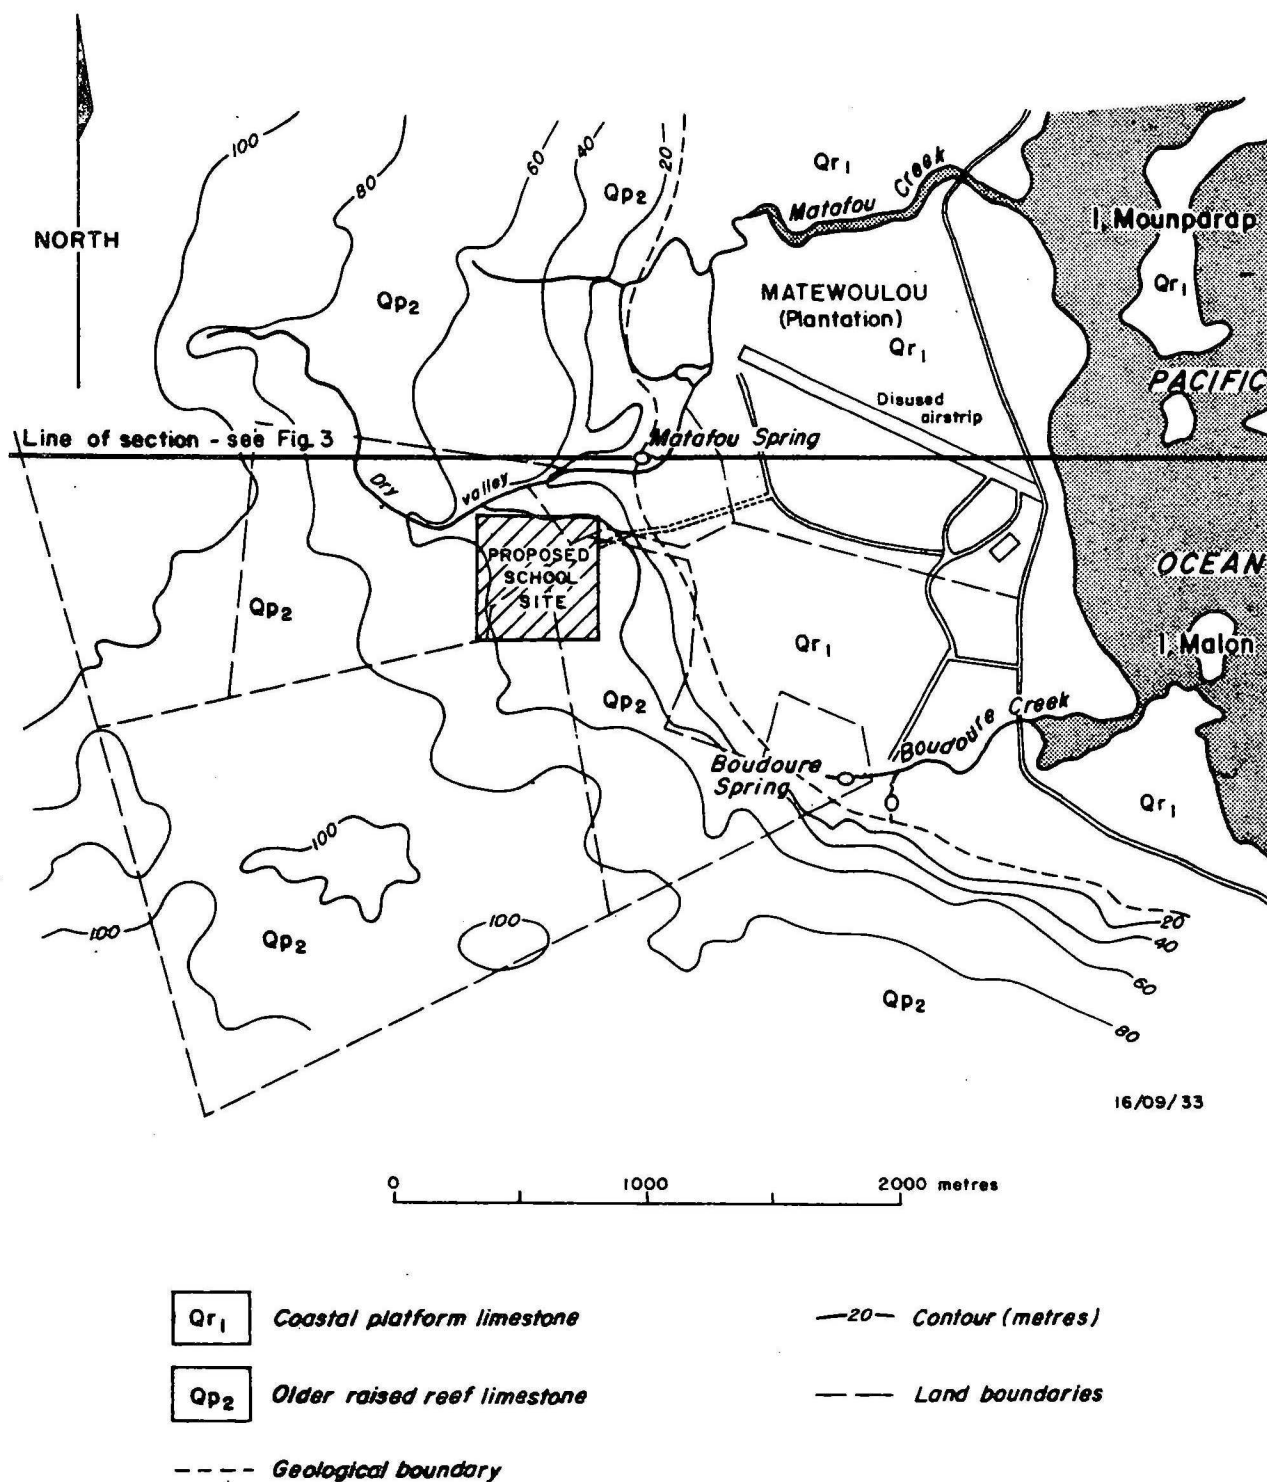 100
80
60
40
20
Qr1
Matafou Creek
Qp2
NORTH
I, Mounpdrap
Qr1
Qp2
MATEWOULOU
(Plantation)
Qr1
PACIFIC
Disused
airstrip
Line of section - see Fig. 3
Matafou Spring
Dry valley
PROPOSED
SCHOOL
SITE
OCEAN
Qp2
Qr1
I, Malon
Qp2
Boudoure Creek
Boudoure
Spring
Qr1
100
100
100
Qp2
20
40
60
80
Qp2
16/09/33
0 1000 2000 metres
Qr1 Coastal platform limestone
—20— Contour (metres)
Qp2 Older raised reef limestone
Land boundaries
Geological boundary